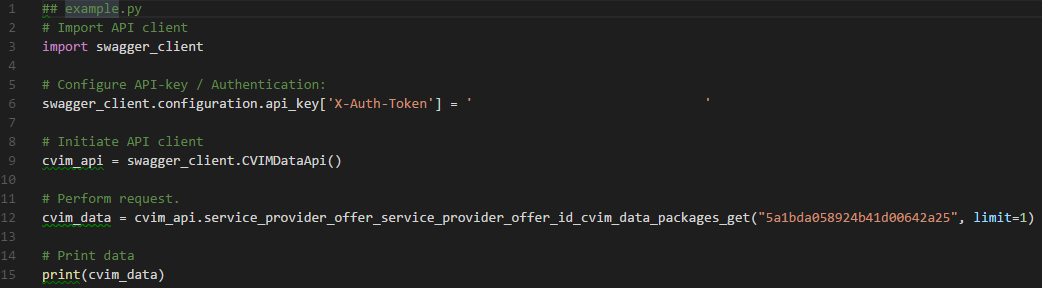 1 ## example.py
2 # Import API client
3 import swagger_client
4
5 # Configure API-key / Authentication:
6 swagger_client.configuration.api_key['X-Auth-Token'] = '                               '
7
8 # Initiate API client
9 cvim_api = swagger_client.CVIMDataApi()
10
11 # Perform request.
12 cvim_data = cvim_api.service_provider_offer_service_provider_offer_id_cvim_data_packages_get("5a1bda058924b41d00642a25", limit=1)
13
14 # Print data
15 print(cvim_data)